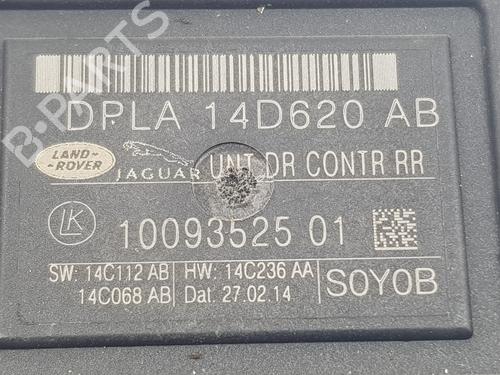 DPLA 14D620 AB
LAND-
-ROVER
JAGUAR
UNT DR CONTR RR
LK
10093525 01
SW: 14C112 AB
14C068 AB
HW: 14C236 AA
Dat. 27.02.14
SOYOB
B-PARTS